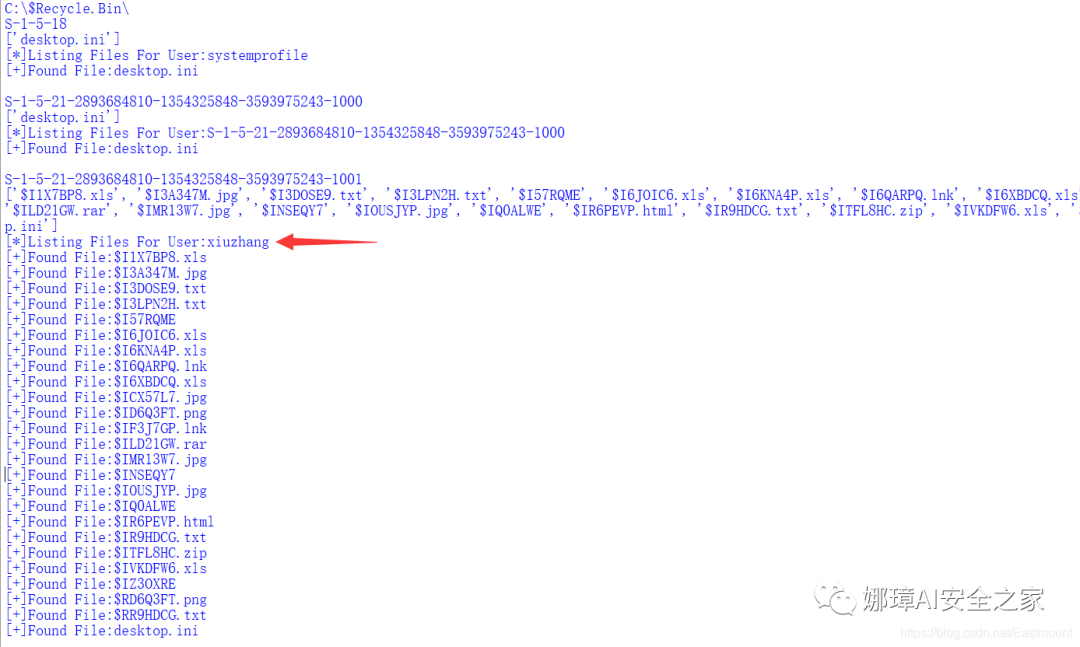 C:\$Recycle.Bin\
S-1-5-18
['desktop.ini']
[*]Listing Files For User:systemprofile
[+]Found File:desktop.ini
S-1-5-21-2893684810-1354325848-3593975243-1000
['desktop.ini']
[*]Listing Files For User:S-1-5-21-2893684810-1354325848-3593975243-1000
[+]Found File:desktop.ini
S-1-5-21-2893684810-1354325848-3593975243-1001
['$I1X7BP8.xls', '$I3A347M.jpg', '$I3DOSE9.txt', '$I3LPN2H.txt', '$I57RQME', '$I6JOIC6.xls', '$I6KNA4P.xls', '$I6QARPQ.lnk', '$I6XBDCQ.xls
'$ILD21GW.rar', '$IMR13W7.jpg', '$INSEQY7', '$IOUSJYP.jpg', '$IQ0ALWE', '$IR6PEVP.html', '$IR9HDCG.txt', '$ITFL8HC.zip', '$IVKDFW6.xls', '
p.ini']
[*]Listing Files For User:xiuzhang
[+]Found File:$I1X7BP8.xls
[+]Found File:$I3A347M.jpg
[+]Found File:$I3DOSE9.txt
[+]Found File:$I3LPN2H.txt
[+]Found File:$I57RQME
[+]Found File:$I6JOIC6.xls
[+]Found File:$I6KNA4P.xls
[+]Found File:$I6QARPQ.lnk
[+]Found File:$I6XBDCQ.xls
[+]Found File:$ICX57L7.jpg
[+]Found File:$ID6Q3FT.png
[+]Found File:$IF3J7GP.lnk
[+]Found File:$ILD21GW.rar
[+]Found File:$IMR13W7.jpg
[+]Found File:$INSEQY7
[+]Found File:$IOUSJYP.jpg
[+]Found File:$IQ0ALWE
[+]Found File:$IR6PEVP.html
[+]Found File:$IR9HDCG.txt
[+]Found File:$ITFL8HC.zip
[+]Found File:$IVKDFW6.xls
[+]Found File:$IZ3OXRE
[+]Found File:$RD6Q3FT.png
[+]Found File:$RR9HDCG.txt
[+]Found File:desktop.ini
娜璋AI安全之家
https://blog.csdn.net/Eastmount